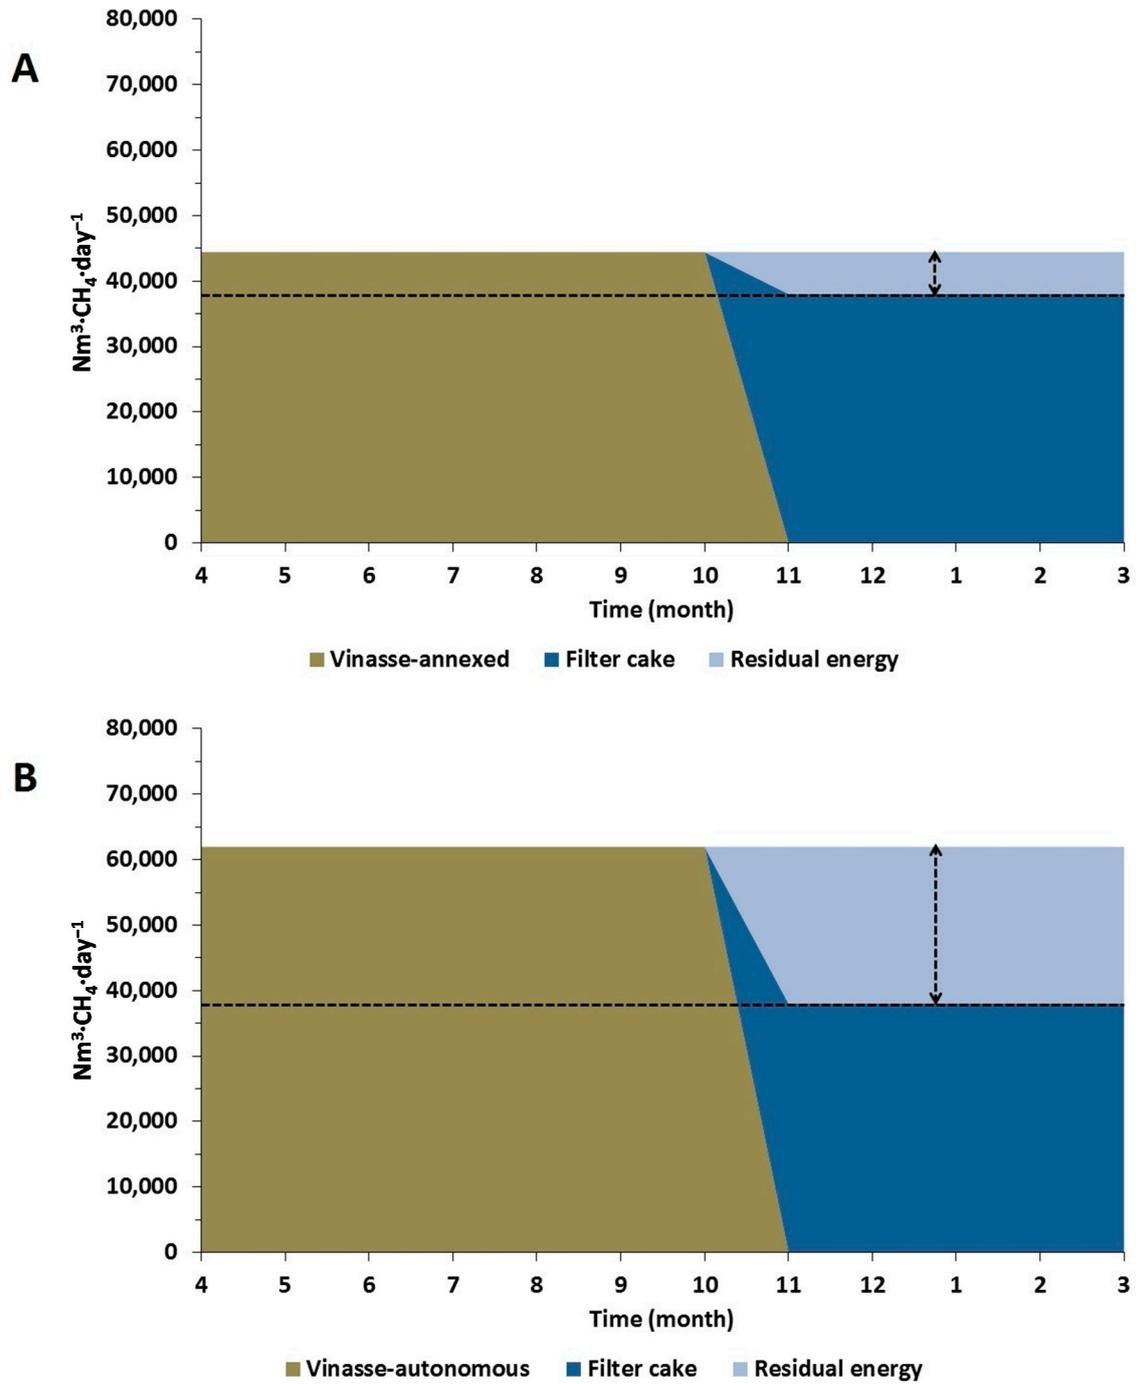 A
80,000
70,000
60,000
50,000
40,000
30,000
20,000
10,000
0
Nm³·CH₄·day⁻¹
4 5 6 7 8 9 10 11 12 1 2 3
Time (month)
Vinasse-annexed Filter cake Residual energy
B
80,000
70,000
60,000
50,000
40,000
30,000
20,000
10,000
0
Nm³·CH₄·day⁻¹
4 5 6 7 8 9 10 11 12 1 2 3
Time (month)
Vinasse-autonomous Filter cake Residual energy